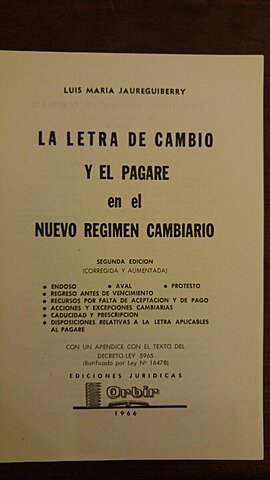 LUIS MARIA JAUREGUIBERRY
LA LETRA DE CAMBIO
Y EL PAGARE
en el
NUEVO REGIMEN CAMBIARIO
SEGUNDA EDICION
(CORREGIDA Y ALIMENTADA)
● ENDOSO ● AVAL ● PROTESTO
● REGRESO ANTES DE VENCIMIENTO
● RECURSOS POR FALTA DE ACEPTACION Y DE PAGO
● ACCIONES Y EXCEPCIONES CAMBIARIAS
● CADUCIDAD Y PRESCRIPCION
● DISPOSICIONES RELATIVAS A LA LETRA APLICABLES
AL PAGARE
CON UN APENDICE CON EL TEXTO DEL
DECRETO-LEY 5965
(Ratificado por Ley Nº 16478)
EDICIONES JURIDICAS
Orbir
1966